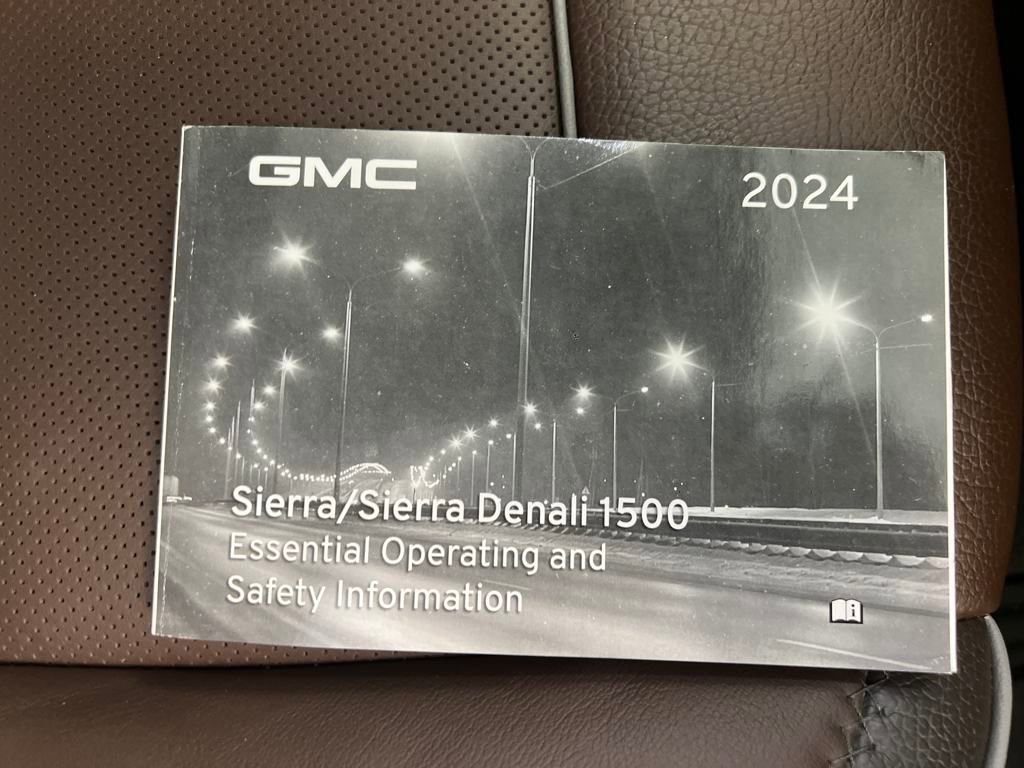 GMC
2024
Sierra/Sierra Denali 1500
Essential Operating and
Safety Information